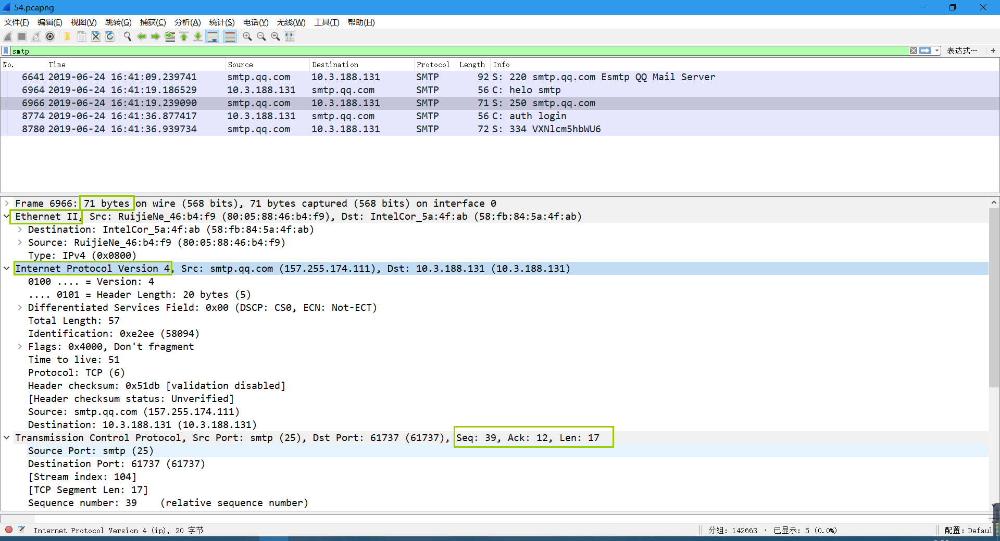 54.pcapng
文件(F) 编辑(E) 视图(V) 跳转(G) 捕获(C) 分析(A) 统计(S) 电话(Y) 无线(W) 工具(T) 帮助(H)
smtp 表达式… +
No. Time Source Destination Protocol Length Info
6641 2019-06-24 16:41:09.239741 smtp.qq.com 10.3.188.131 SMTP 92 S: 220 smtp.qq.com Esmtp QQ Mail Server
6964 2019-06-24 16:41:19.186529 10.3.188.131 smtp.qq.com SMTP 56 C: helo smtp
6966 2019-06-24 16:41:19.239090 smtp.qq.com 10.3.188.131 SMTP 71 S: 250 smtp.qq.com
8774 2019-06-24 16:41:36.877417 10.3.188.131 smtp.qq.com SMTP 56 C: auth login
8780 2019-06-24 16:41:36.939734 smtp.qq.com 10.3.188.131 SMTP 72 S: 334 VXNlcm5hbWU6
Frame 6966: 71 bytes on wire (568 bits), 71 bytes captured (568 bits) on interface 0
Ethernet II, Src: RuijieNe_46:b4:f9 (80:05:88:46:b4:f9), Dst: IntelCor_5a:4f:ab (58:fb:84:5a:4f:ab)
Destination: IntelCor_5a:4f:ab (58:fb:84:5a:4f:ab)
Source: RuijieNe_46:b4:f9 (80:05:88:46:b4:f9)
Type: IPv4 (0x0800)
Internet Protocol Version 4, Src: smtp.qq.com (157.255.174.111), Dst: 10.3.188.131 (10.3.188.131)
0100 .... = Version: 4
.... 0101 = Header Length: 20 bytes (5)
Differentiated Services Field: 0x00 (DSCP: CS0, ECN: Not-ECT)
Total Length: 57
Identification: 0xe2ee (58094)
Flags: 0x4000, Don't fragment
Time to live: 51
Protocol: TCP (6)
Header checksum: 0x51db [validation disabled]
[Header checksum status: Unverified]
Source: smtp.qq.com (157.255.174.111)
Destination: 10.3.188.131 (10.3.188.131)
Transmission Control Protocol, Src Port: smtp (25), Dst Port: 61737 (61737), Seq: 39, Ack: 12, Len: 17
Source Port: smtp (25)
Destination Port: 61737 (61737)
[Stream index: 104]
[TCP Segment Len: 17]
Sequence number: 39 (relative sequence number)
Internet Protocol Version 4 (ip), 20 字节 分组: 142663 · 已显示: 5 (0.0%) 配置: Defaul